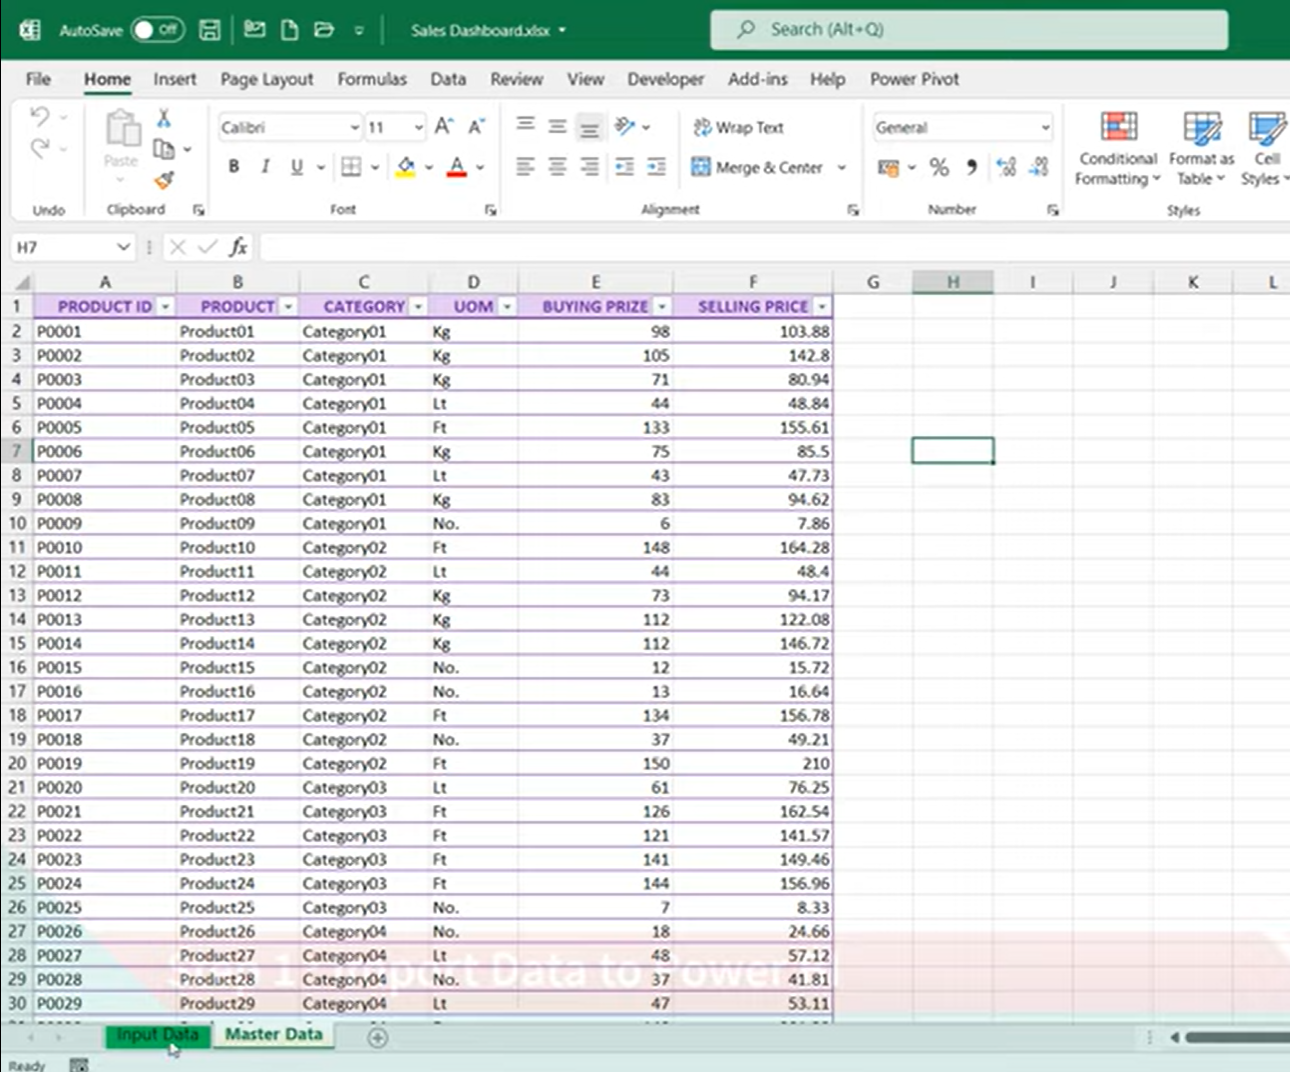 AutoSave Off Sales Dashboard.xlsx Search (Alt+Q)
File Home Insert Page Layout Formulas Data Review View Developer Add-ins Help Power Pivot
Calibri 11 A A Wrap Text General
Paste B I U A Merge & Center % Conditional Formatting Format as Table Cell Styles
Undo Clipboard Font Alignment Number Styles
H7 fx
A B C D E F G H I J K L
1 PRODUCT ID PRODUCT CATEGORY UOM BUYING PRIZE SELLING PRICE
2 P0001 Product01 Category01 Kg 98 103.88
3 P0002 Product02 Category01 Kg 105 142.8
4 P0003 Product03 Category01 Kg 71 80.94
5 P0004 Product04 Category01 Lt 44 48.84
6 P0005 Product05 Category01 Ft 133 155.61
7 P0006 Product06 Category01 Kg 75 85.5
8 P0007 Product07 Category01 Lt 43 47.73
9 P0008 Product08 Category01 Kg 83 94.62
10 P0009 Product09 Category01 No. 6 7.86
11 P0010 Product10 Category02 Ft 148 164.28
12 P0011 Product11 Category02 Lt 44 48.4
13 P0012 Product12 Category02 Kg 73 94.17
14 P0013 Product13 Category02 Kg 112 122.08
15 P0014 Product14 Category02 Kg 112 146.72
16 P0015 Product15 Category02 No. 12 15.72
17 P0016 Product16 Category02 No. 13 16.64
18 P0017 Product17 Category02 Ft 134 156.78
19 P0018 Product18 Category02 No. 37 49.21
20 P0019 Product19 Category02 Ft 150 210
21 P0020 Product20 Category03 Lt 61 76.25
22 P0021 Product21 Category03 Ft 126 162.54
23 P0022 Product22 Category03 Ft 121 141.57
24 P0023 Product23 Category03 Ft 141 149.46
25 P0024 Product24 Category03 Ft 144 156.96
26 P0025 Product25 Category03 No. 7 8.33
27 P0026 Product26 Category04 No. 18 24.66
28 P0027 Product27 Category04 Lt 48 57.12
29 P0028 Product28 Category04 No. 37 41.81
30 P0029 Product29 Category04 Lt 47 53.11
Data to Power
Input Data Master Data
Ready